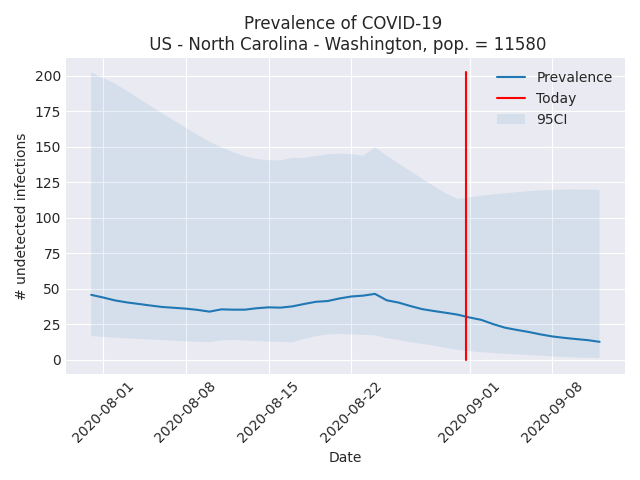 Prevalence of COVID-19
US - North Carolina - Washington, pop. = 11580
200
175
150
125
100
75
50
25
0
# undetected infections
Prevalence
Today
95CI
2020-08-01
2020-08-08
2020-08-15
2020-08-22
2020-09-01
2020-09-08
Date